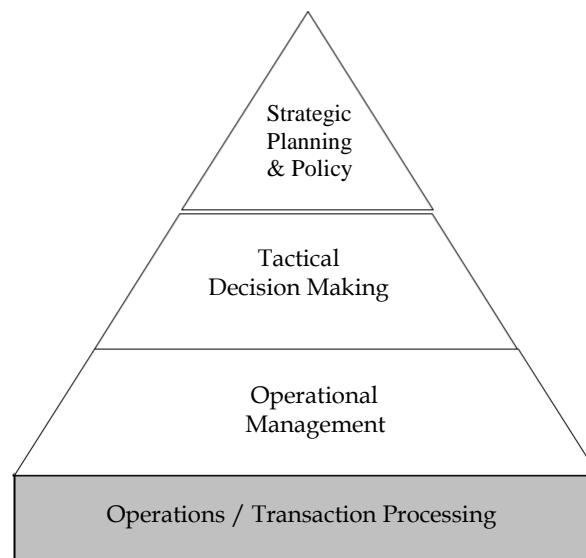 Strategic
Planning
& Policy
Tactical
Decision Making
Operational
Management
Operations / Transaction Processing